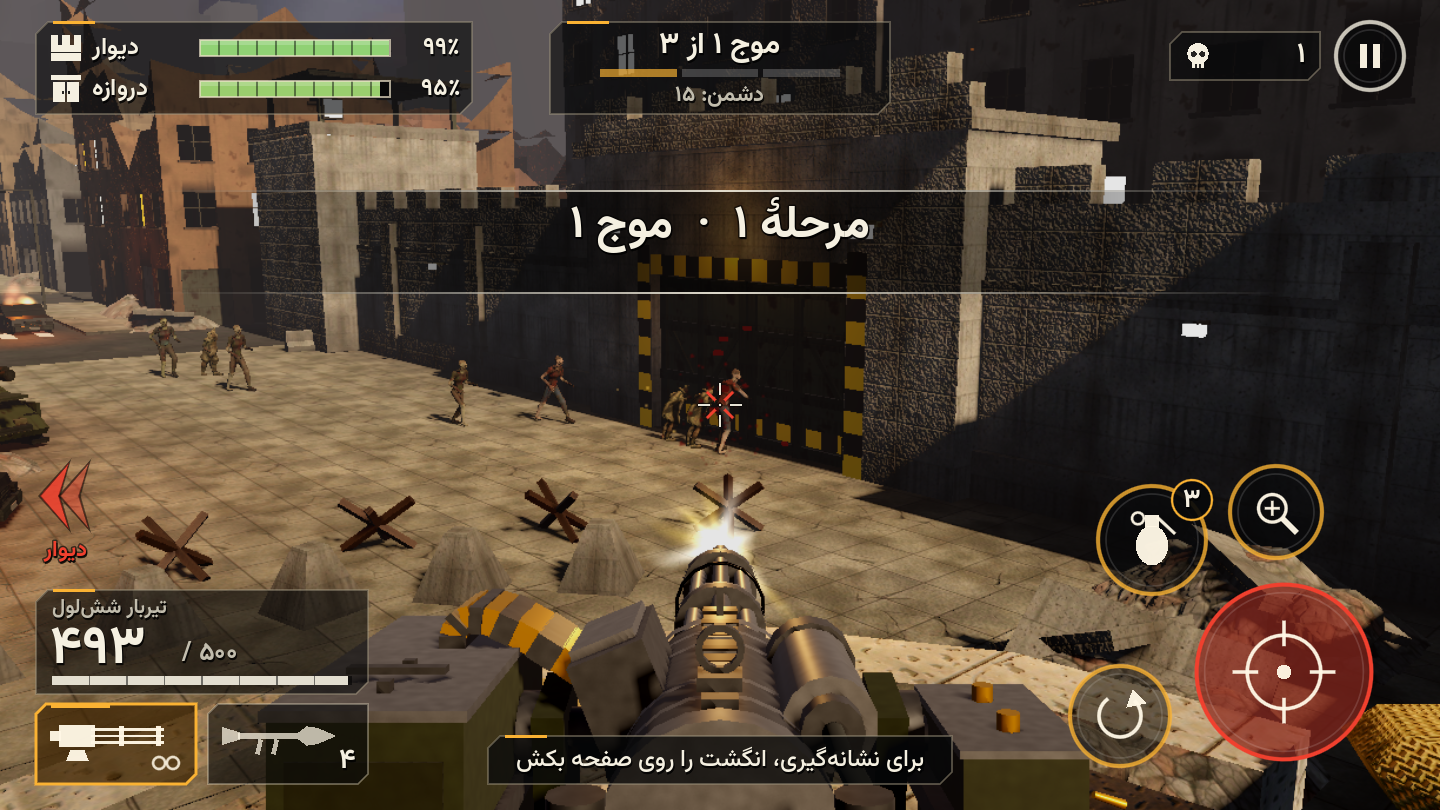 دیوار ۹۹٪
دروازه ۹۵٪
موج ۱ از ۳
دشمن: ۱۵
۱
مرحلهٔ ۱ · موج ۱
دیوار
۳
تیربار شش‌لول
۴۹۳ / ۵۰۰
∞
۴
برای نشانه‌گیری، انگشت را روی صفحه بکش